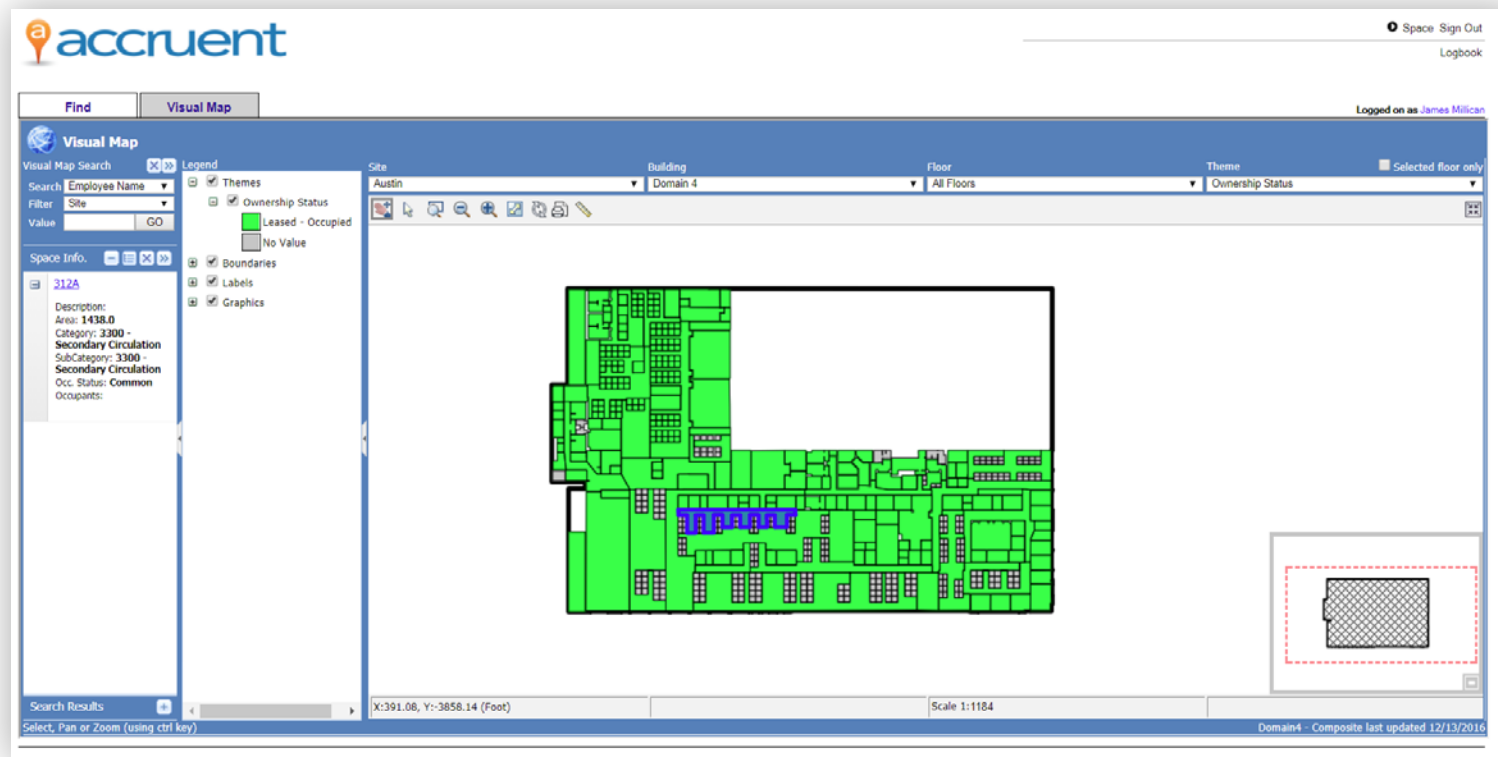 accruent
Space Sign Out
Logbook
Find
Visual Map
Logged on as James Millican
Visual Map
Visual Map Search
Search Employee Name
Filter Site
Value GO
Space Info.
312A
Description:
Area: 1438.0
Category: 3300 -
Secondary Circulation
SubCategory: 3300 -
Secondary Circulation
Occ. Status: Common
Occupants:
Search Results
Legend
Themes
Ownership Status
Leased - Occupied
No Value
Boundaries
Labels
Graphics
Site
Building
Floor
Theme
Selected floor only
Austin
Domain 4
All Floors
Ownership Status
X:391.08, Y:-3858.14 (Foot)
Scale 1:1184
Select, Pan or Zoom (using ctrl key)
Domain4 - Composite last updated 12/13/2016